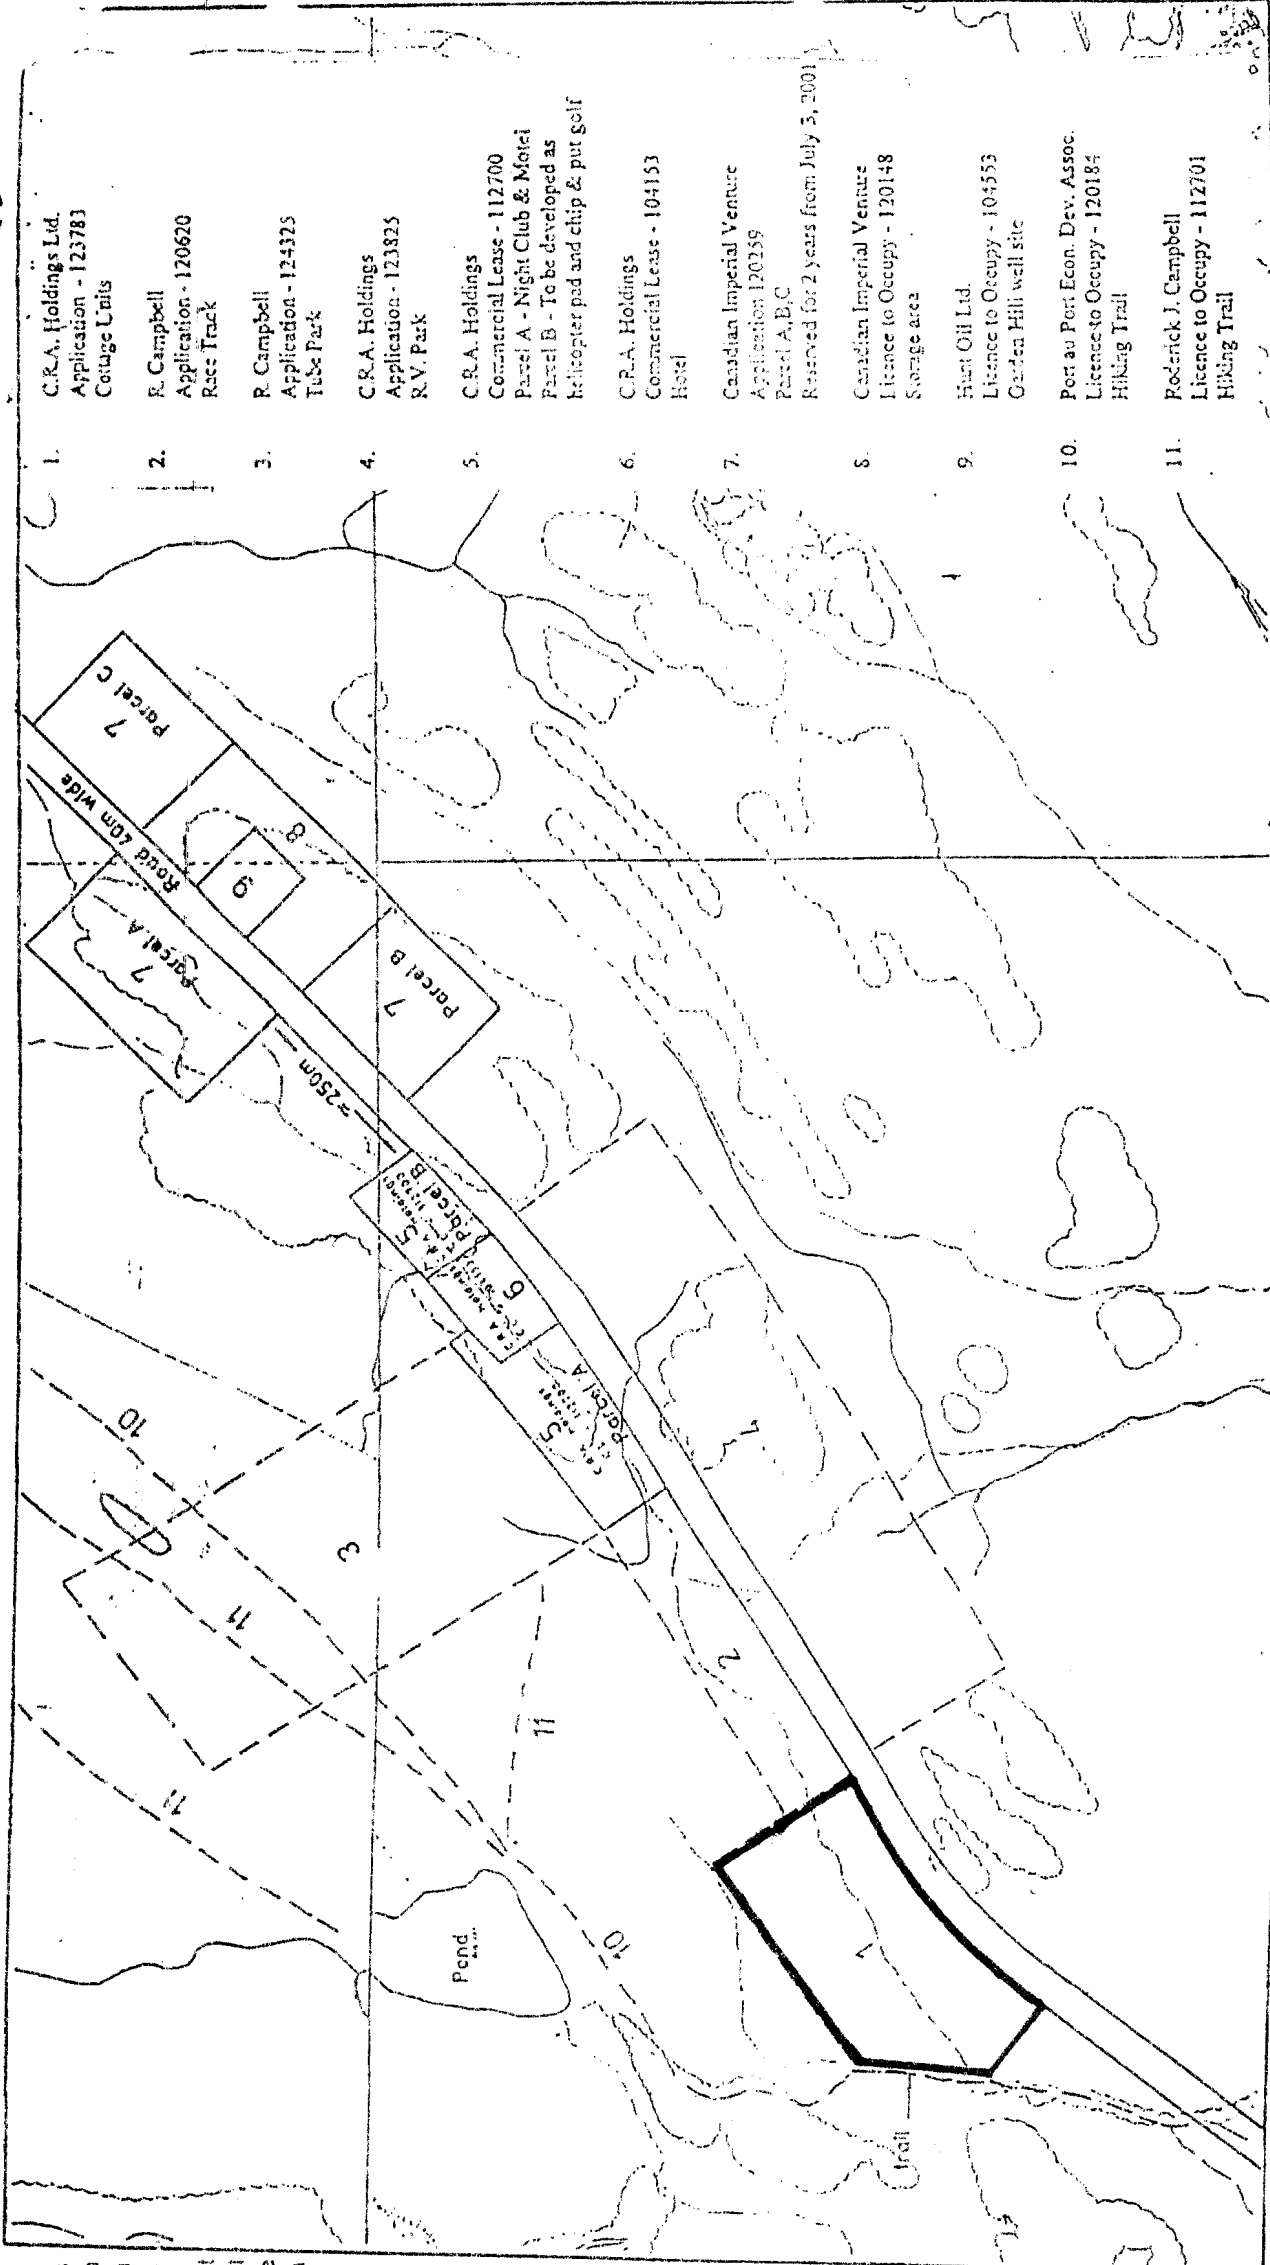 1. C.R.A. Holdings Ltd.
Application - 123783
Cottage Units
2. R. Campbell
Application - 120620
Race Track
3. R. Campbell
Application - 124325
Tube Park
4. C.R.A. Holdings
Application - 123825
R.V. Park
5. C.R.A. Holdings
Commercial Lease - 112700
Parcel A - Night Club & Motel
Parcel B - To be developed as
helicopter pad and chip & put golf
6. C.R.A. Holdings
Commercial Lease - 104153
Hotel
7. Canadian Imperial Venture
Application 120259
Parcel A,B,C
Reserved for 2 years from July 3, 2001
8. Canadian Imperial Venture
Licence to Occupy - 120148
Storage area
9. Hunt Oil Ltd.
Licence to Occupy - 104553
Garden Hill well site
10. Port au Port Econ. Dev. Assoc.
Licence to Occupy - 120184
Hiking Trail
11. Roderick J. Campbell
Licence to Occupy - 112701
Hiking Trail
7
Parcel C
Road 40m wide
8
9
7
Parcel A
7
Parcel B
≈250m
5
Parcel B
6
5
Parcel A
10
3
11
11
11
2
Pond
10
trail